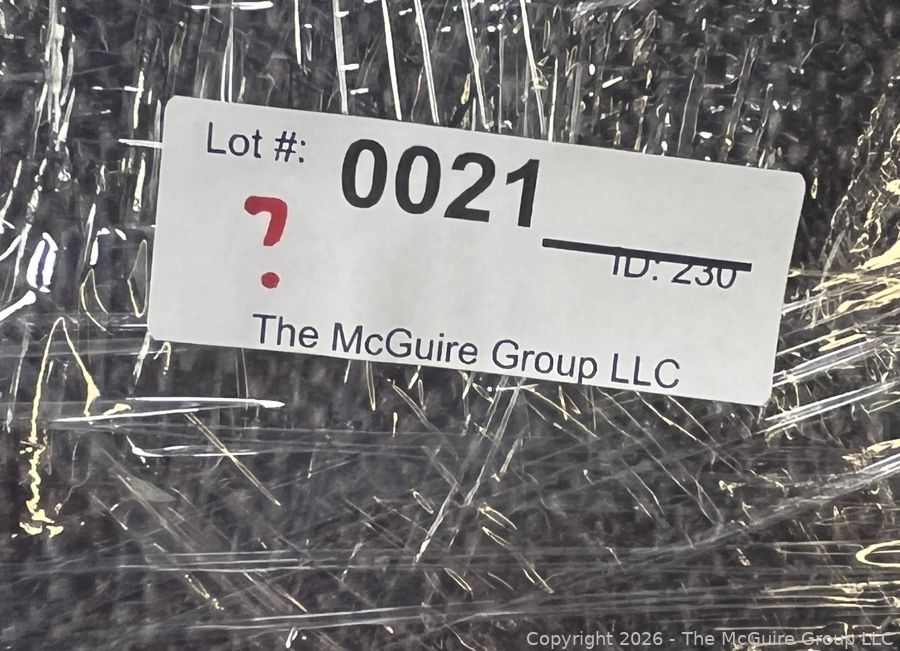 Lot #: 0021
?
ID: 230
The McGuire Group LLC
Copyright 2026 - The McGuire Group LLC